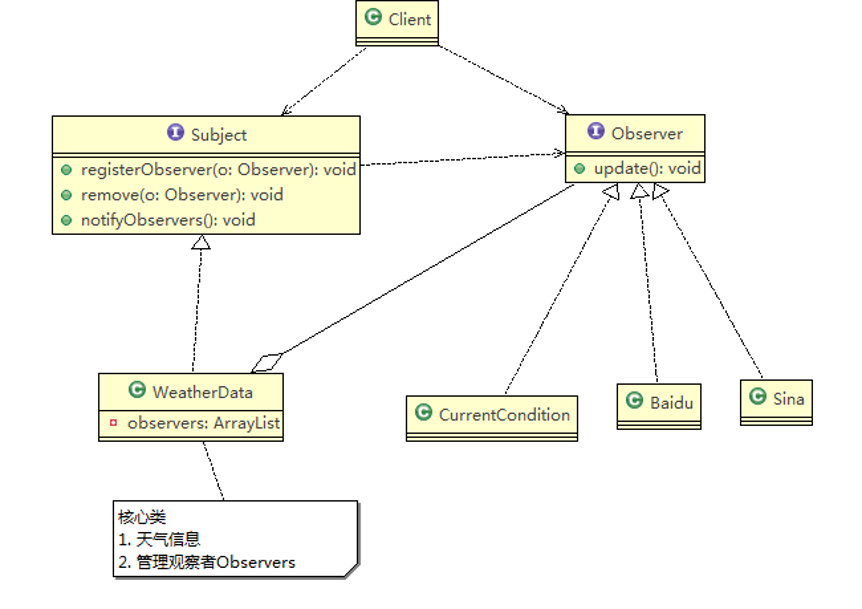 Client
Subject
registerObserver(o: Observer): void
remove(o: Observer): void
notifyObservers(): void
Observer
update(): void
WeatherData
observers: ArrayList
CurrentCondition
Baidu
Sina
核心类
1. 天气信息
2. 管理观察者Observers